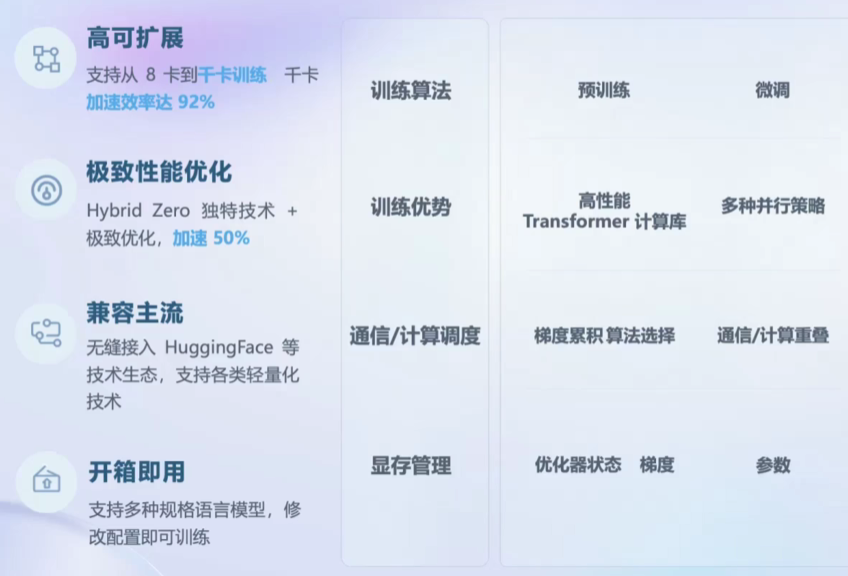 高可扩展
支持从 8 卡到千卡训练 千卡
加速效率达 92%
极致性能优化
Hybrid Zero 独特技术 +
极致优化，加速 50%
兼容主流
无缝接入 HuggingFace 等
技术生态，支持各类轻量化
技术
开箱即用
支持多种规格语言模型，修
改配置即可训练
训练算法
预训练 微调
训练优势
高性能
Transformer 计算库
多种并行策略
通信/计算调度
梯度累积算法选择 通信/计算重叠
显存管理
优化器状态 梯度 参数